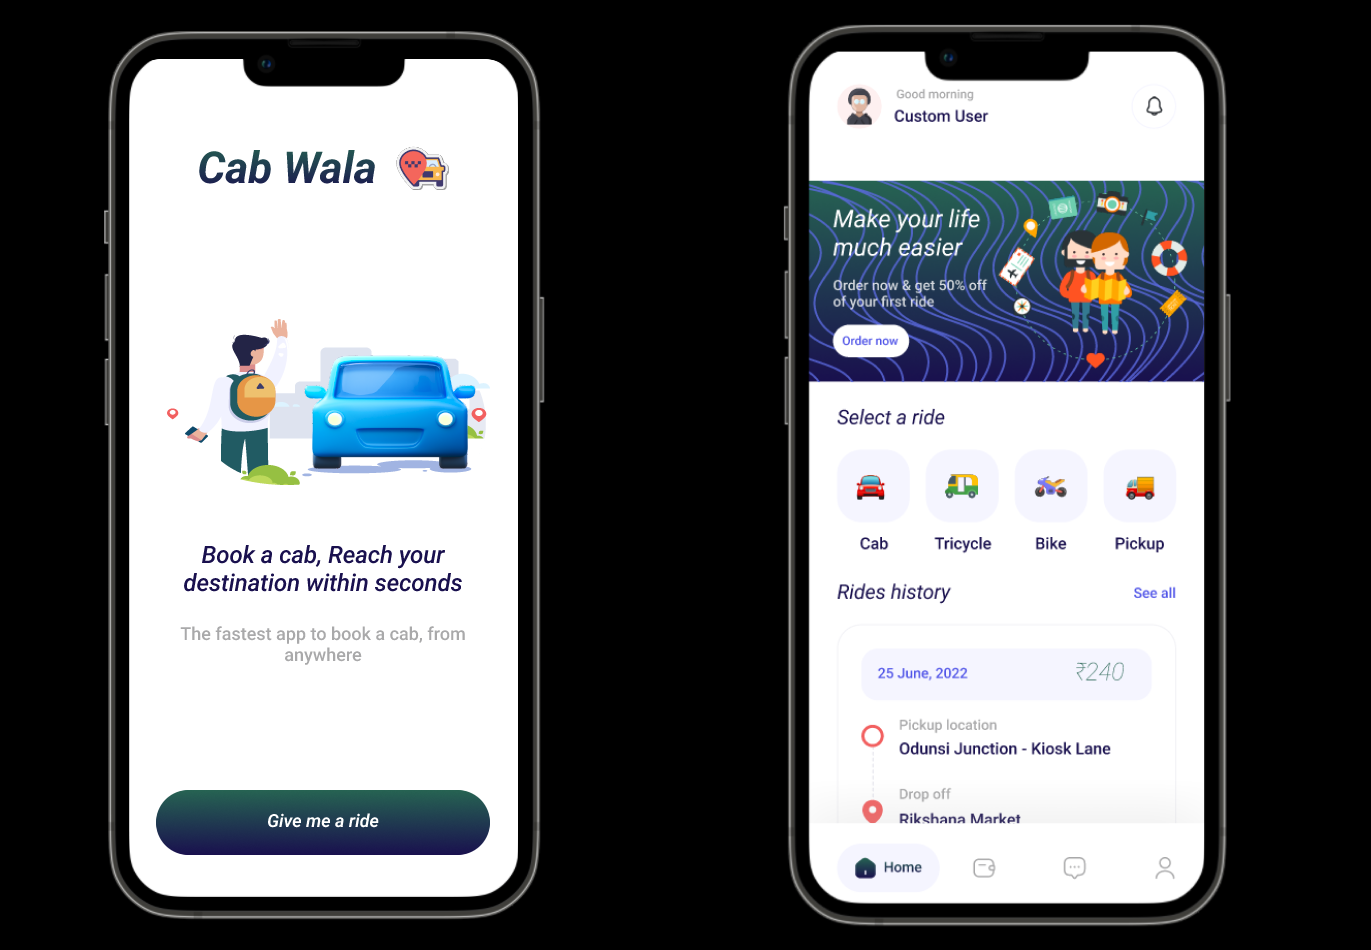 Cab Wala
Book a cab, Reach your
destination within seconds
The fastest app to book a cab, from
anywhere
Give me a ride
Good morning
Custom User
Make your life
much easier
Order now & get 50% off
of your first ride
Order now
Select a ride
Cab
Tricycle
Bike
Pickup
Rides history
See all
25 June, 2022
₹240
Pickup location
Odunsi Junction - Kiosk Lane
Drop off
Rikshana Market
Home